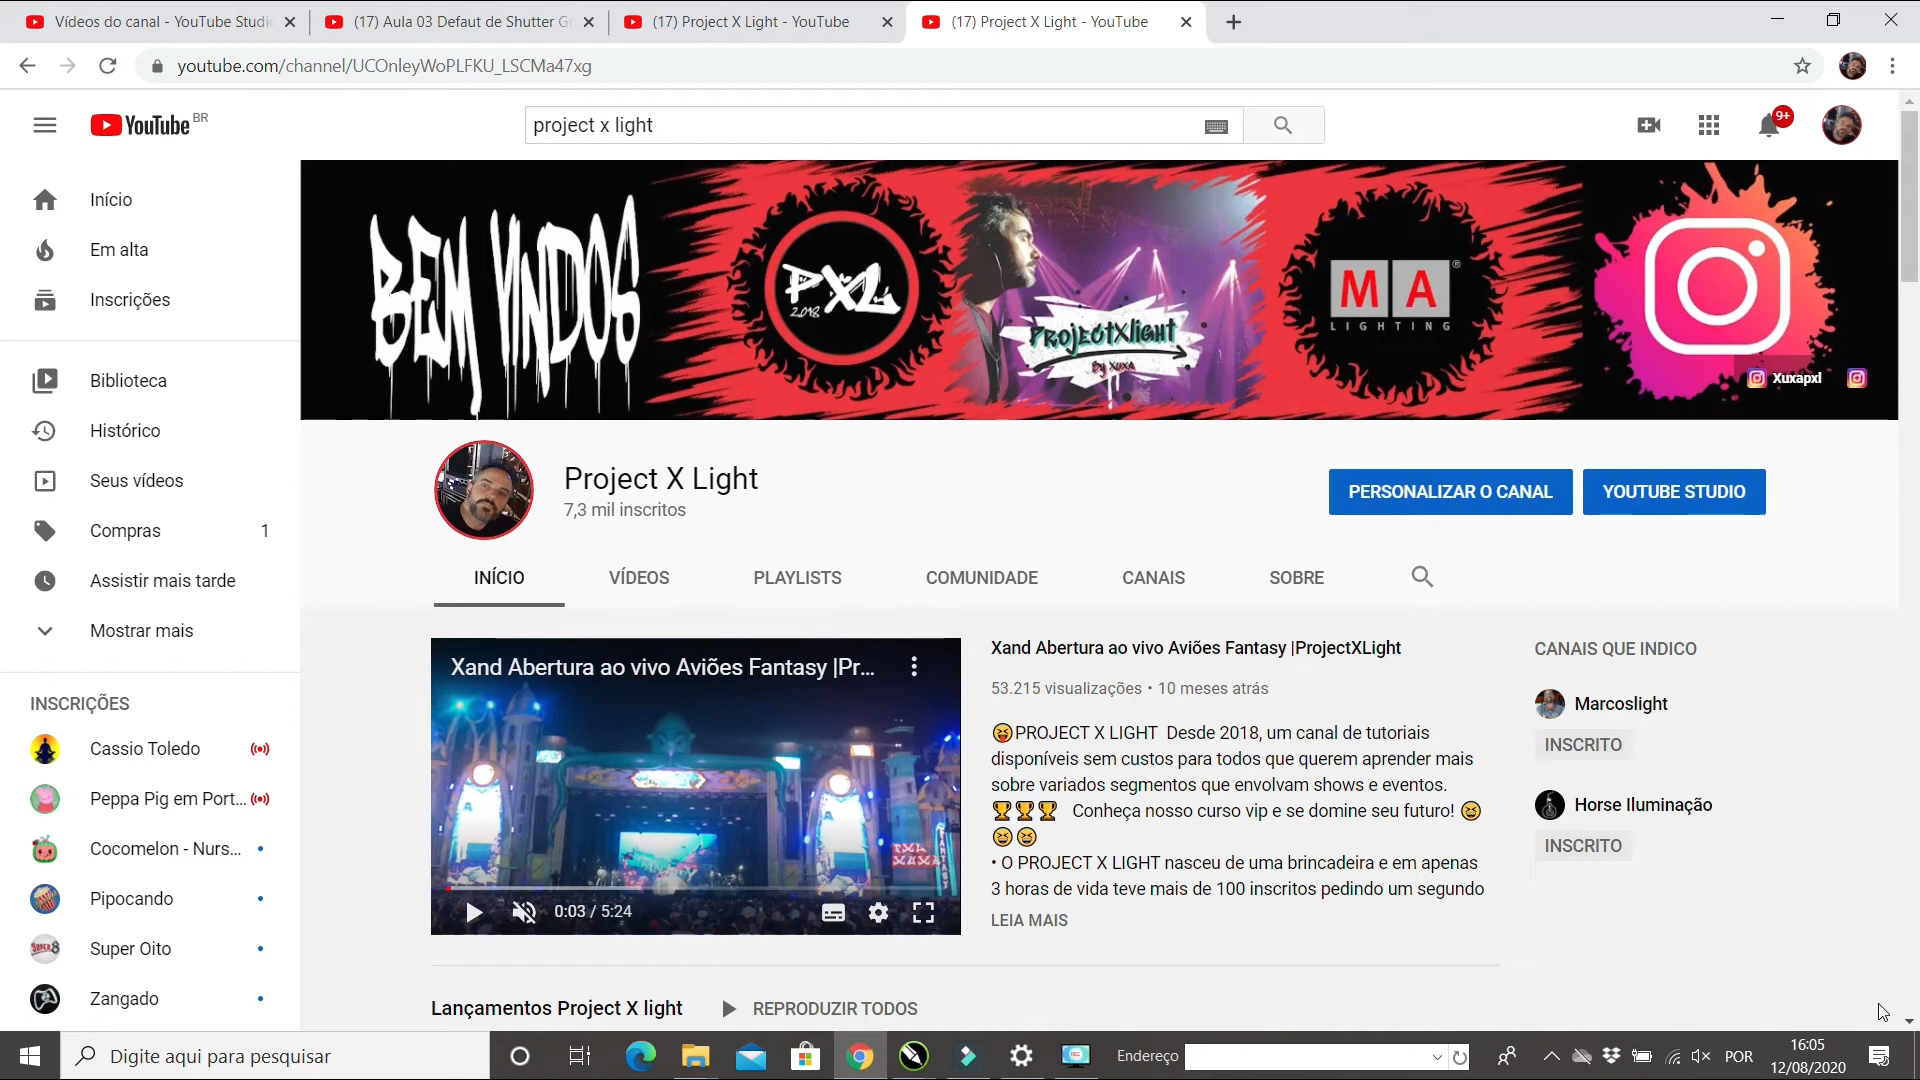 Vídeos do canal - YouTube Studio
(17) Aula 03 Defaut de Shutter G
(17) Project X Light - YouTube
(17) Project X Light - YouTube
youtube.com/channel/UCOnleyWoPLFKU_LSCMa47xg
YouTube BR
project x light
9+
Início
Em alta
Inscrições
Biblioteca
Histórico
Seus vídeos
Compras 1
Assistir mais tarde
Mostrar mais
INSCRIÇÕES
Cassio Toledo
Peppa Pig em Port...
Cocomelon - Nurs...
Pipocando
Super Oito
Zangado
BEM VINDOS
PXL
2018
PROJECTXLIGHT
By XUXA
MA
LIGHTING
®
Xuxapxl
Project X Light
7,3 mil inscritos
PERSONALIZAR O CANAL
YOUTUBE STUDIO
INÍCIO
VÍDEOS
PLAYLISTS
COMUNIDADE
CANAIS
SOBRE
Xand Abertura ao vivo Aviões Fantasy |Pr...
0:03 / 5:24
Xand Abertura ao vivo Aviões Fantasy |ProjectXLight
53.215 visualizações • 10 meses atrás
😝PROJECT X LIGHT Desde 2018, um canal de tutoriais
disponíveis sem custos para todos que querem aprender mais
sobre variados segmentos que envolvam shows e eventos.
🏆🏆🏆 Conheça nosso curso vip e se domine seu futuro! 😆
😆😆
• O PROJECT X LIGHT nasceu de uma brincadeira e em apenas
3 horas de vida teve mais de 100 inscritos pedindo um segundo
LEIA MAIS
CANAIS QUE INDICO
Marcoslight
INSCRITO
Horse Iluminação
INSCRITO
Lançamentos Project X light
REPRODUZIR TODOS
Digite aqui para pesquisar
Endereço
POR
16:05
12/08/2020